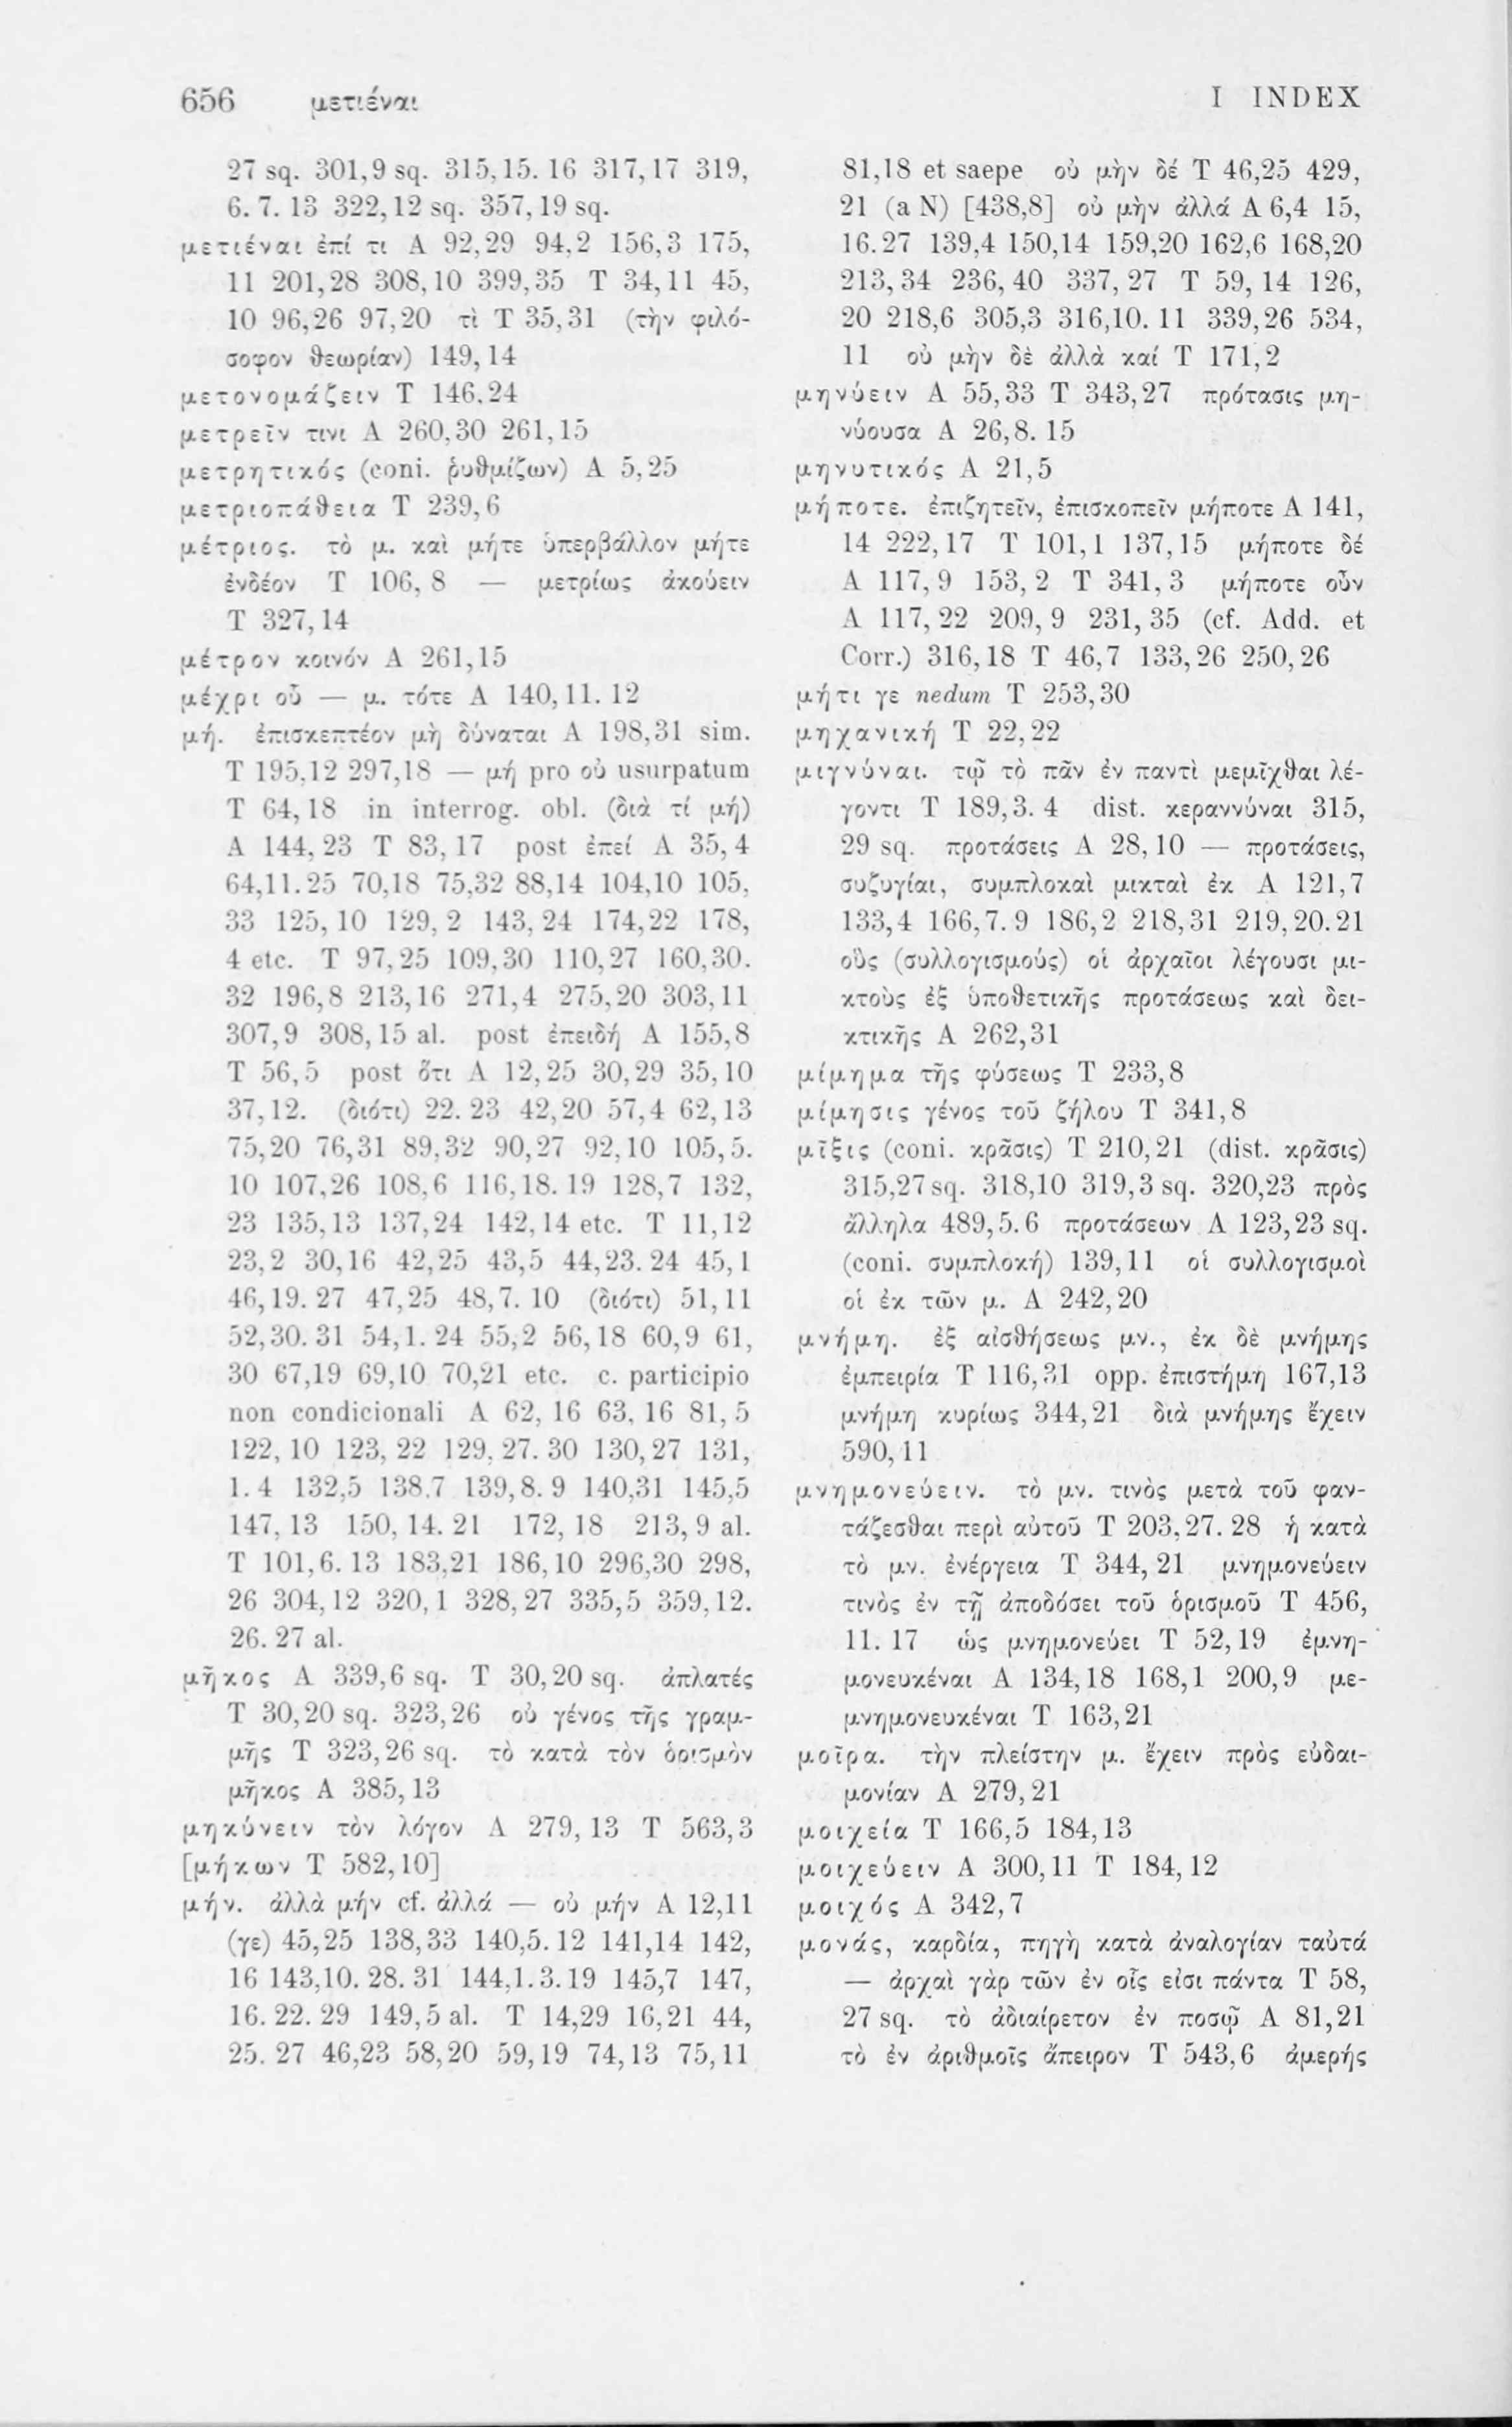 656 μετιέναι I INDEX
27 sq. 301,9 sq. 315,15. 16 317,17 319,
6. 7. 13 322,12 sq. 357,19 sq.
μετιέναι ἐπί τι A 92,29 94,2 156,3 175,
11 201,28 308,10 399,35 T 34,11 45,
10 96,26 97,20 τὶ T 35,31 (τὴν φιλό-
σοφον θεωρίαν) 149,14
μετονομάζειν T 146,24
μετρεῖν τινι A 260,30 261,15
μετρητικός (coni. ῥυθμίζων) A 5,25
μετριοπάθεια T 239,6
μέτριος. τὸ μ. καὶ μήτε ὑπερβάλλον μήτε
ἐνδέον T 106, 8 — μετρίως ἀκούειν
T 327,14
μέτρον κοινόν A 261,15
μέχρι οὗ — μ. τότε A 140,11. 12
μή. ἐπισκεπτέον μὴ δύναται A 198,31 sim.
T 195,12 297,18 — μή pro οὐ usurpatum
T 64,18 in interrog. obl. (διὰ τί μή)
A 144, 23 T 83, 17 post ἐπεί A 35, 4
64,11.25 70,18 75,32 88,14 104,10 105,
33 125, 10 129, 2 143, 24 174,22 178,
4 etc. T 97,25 109,30 110,27 160,30.
32 196,8 213,16 271,4 275,20 303,11
307,9 308,15 al. post ἐπειδή A 155,8
T 56,5 post ὅτι A 12,25 30,29 35,10
37,12. (διότι) 22. 23 42,20 57,4 62,13
75,20 76,31 89,32 90,27 92,10 105,5.
10 107,26 108,6 116,18. 19 128,7 132,
23 135,13 137,24 142,14 etc. T 11,12
23,2 30,16 42,25 43,5 44,23. 24 45,1
46,19. 27 47,25 48,7. 10 (διότι) 51,11
52,30. 31 54,1. 24 55,2 56,18 60,9 61,
30 67,19 69,10 70,21 etc. c. participio
non condicionali A 62, 16 63, 16 81, 5
122, 10 123, 22 129, 27. 30 130,27 131,
1. 4 132,5 138,7 139,8. 9 140,31 145,5
147, 13 150, 14. 21 172, 18 213, 9 al.
T 101,6. 13 183,21 186,10 296,30 298,
26 304,12 320,1 328,27 335,5 359,12.
26. 27 al.
μῆκος A 339,6 sq. T 30,20 sq. ἀπλατές
T 30,20 sq. 323,26 οὐ γένος τῆς γραμ-
μῆς T 323,26 sq. τὸ κατὰ τὸν ὁρισμὸν
μῆκος A 385,13
μηκύνειν τὸν λόγον A 279, 13 T 563,3
[μήκων T 582,10]
μήν. ἀλλὰ μήν cf. ἀλλά — οὐ μήν A 12,11
(γε) 45,25 138,33 140,5. 12 141,14 142,
16 143,10. 28. 31 144,1.3.19 145,7 147,
16. 22. 29 149,5 al. T 14,29 16,21 44,
25. 27 46,23 58,20 59,19 74,13 75,11
81,18 et saepe οὐ μὴν δέ T 46,25 429,
21 (a N) [438,8] οὐ μὴν ἀλλά A 6,4 15,
16.27 139,4 150,14 159,20 162,6 168,20
213,34 236,40 337,27 T 59,14 126,
20 218,6 305,3 316,10. 11 339,26 534,
11 οὐ μὴν δὲ ἀλλὰ καί T 171,2
μηνύειν A 55,33 T 343,27 πρότασις μη-
νύουσα A 26,8. 15
μηνυτικός A 21,5
μήποτε. ἐπιζητεῖν, ἐπισκοπεῖν μήποτε A 141,
14 222,17 T 101,1 137,15 μήποτε δέ
A 117, 9 153, 2 T 341, 3 μήποτε οὖν
A 117, 22 209, 9 231, 35 (cf. Add. et
Corr.) 316,18 T 46,7 133,26 250,26
μήτι γε nedum T 253,30
μηχανική T 22,22
μιγνύναι. τῷ τὸ πᾶν ἐν παντὶ μεμῖχθαι λέ-
γοντι T 189,3. 4 dist. κεραννύναι 315,
29 sq. προτάσεις A 28,10 — προτάσεις,
συζυγίαι, συμπλοκαὶ μικταὶ ἐκ A 121,7
133,4 166,7. 9 186,2 218,31 219,20.21
οὓς (συλλογισμούς) οἱ ἀρχαῖοι λέγουσι μι-
κτοὺς ἐξ ὑποθετικῆς προτάσεως καὶ δει-
κτικῆς A 262,31
μίμημα τῆς φύσεως T 233,8
μίμησις γένος τοῦ ζήλου T 341,8
μῖξις (coni. κρᾶσις) T 210,21 (dist. κρᾶσις)
315,27 sq. 318,10 319,3 sq. 320,23 πρὸς
ἄλληλα 489,5. 6 προτάσεων A 123,23 sq.
(coni. συμπλοκή) 139,11 οἱ συλλογισμοὶ
οἱ ἐκ τῶν μ. A 242,20
μνήμη. ἐξ αἰσθήσεως μν., ἐκ δὲ μνήμης
ἐμπειρία T 116,31 opp. ἐπιστήμη 167,13
μνήμη κυρίως 344,21 διὰ μνήμης ἔχειν
590,11
μνημονεύειν. τὸ μν. τινὸς μετὰ τοῦ φαν-
τάζεσθαι περὶ αὐτοῦ T 203,27. 28 ἡ κατὰ
τὸ μν. ἐνέργεια T 344, 21 μνημονεύειν
τινὸς ἐν τῇ ἀποδόσει τοῦ ὁρισμοῦ T 456,
11. 17 ὡς μνημονεύει T 52,19 ἐμνη-
μονευκέναι A 134,18 168,1 200,9 με-
μνημονευκέναι T 163,21
μοῖρα. τὴν πλείστην μ. ἔχειν πρὸς εὐδαι-
μονίαν A 279,21
μοιχεία T 166,5 184,13
μοιχεύειν A 300,11 T 184,12
μοιχός A 342,7
μονάς, καρδία, πηγὴ κατὰ ἀναλογίαν ταὐτά
— ἀρχαὶ γὰρ τῶν ἐν οἷς εἰσι πάντα T 58,
27 sq. τὸ ἀδιαίρετον ἐν ποσῷ A 81,21
τὸ ἐν ἀριθμοῖς ἄπειρον T 543,6 ἀμερής